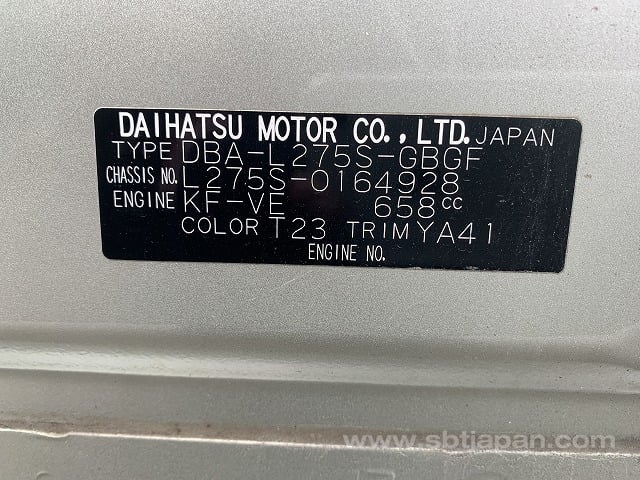 DAIHATSU MOTOR CO., LTD. JAPAN
TYPE DBA-L275S-GBGF
CHASSIS NO. L275S-0164928
ENGINE KF-VE 658cc
COLOR T23 TRIM YA41
ENGINE NO.
www.sbtjapan.com